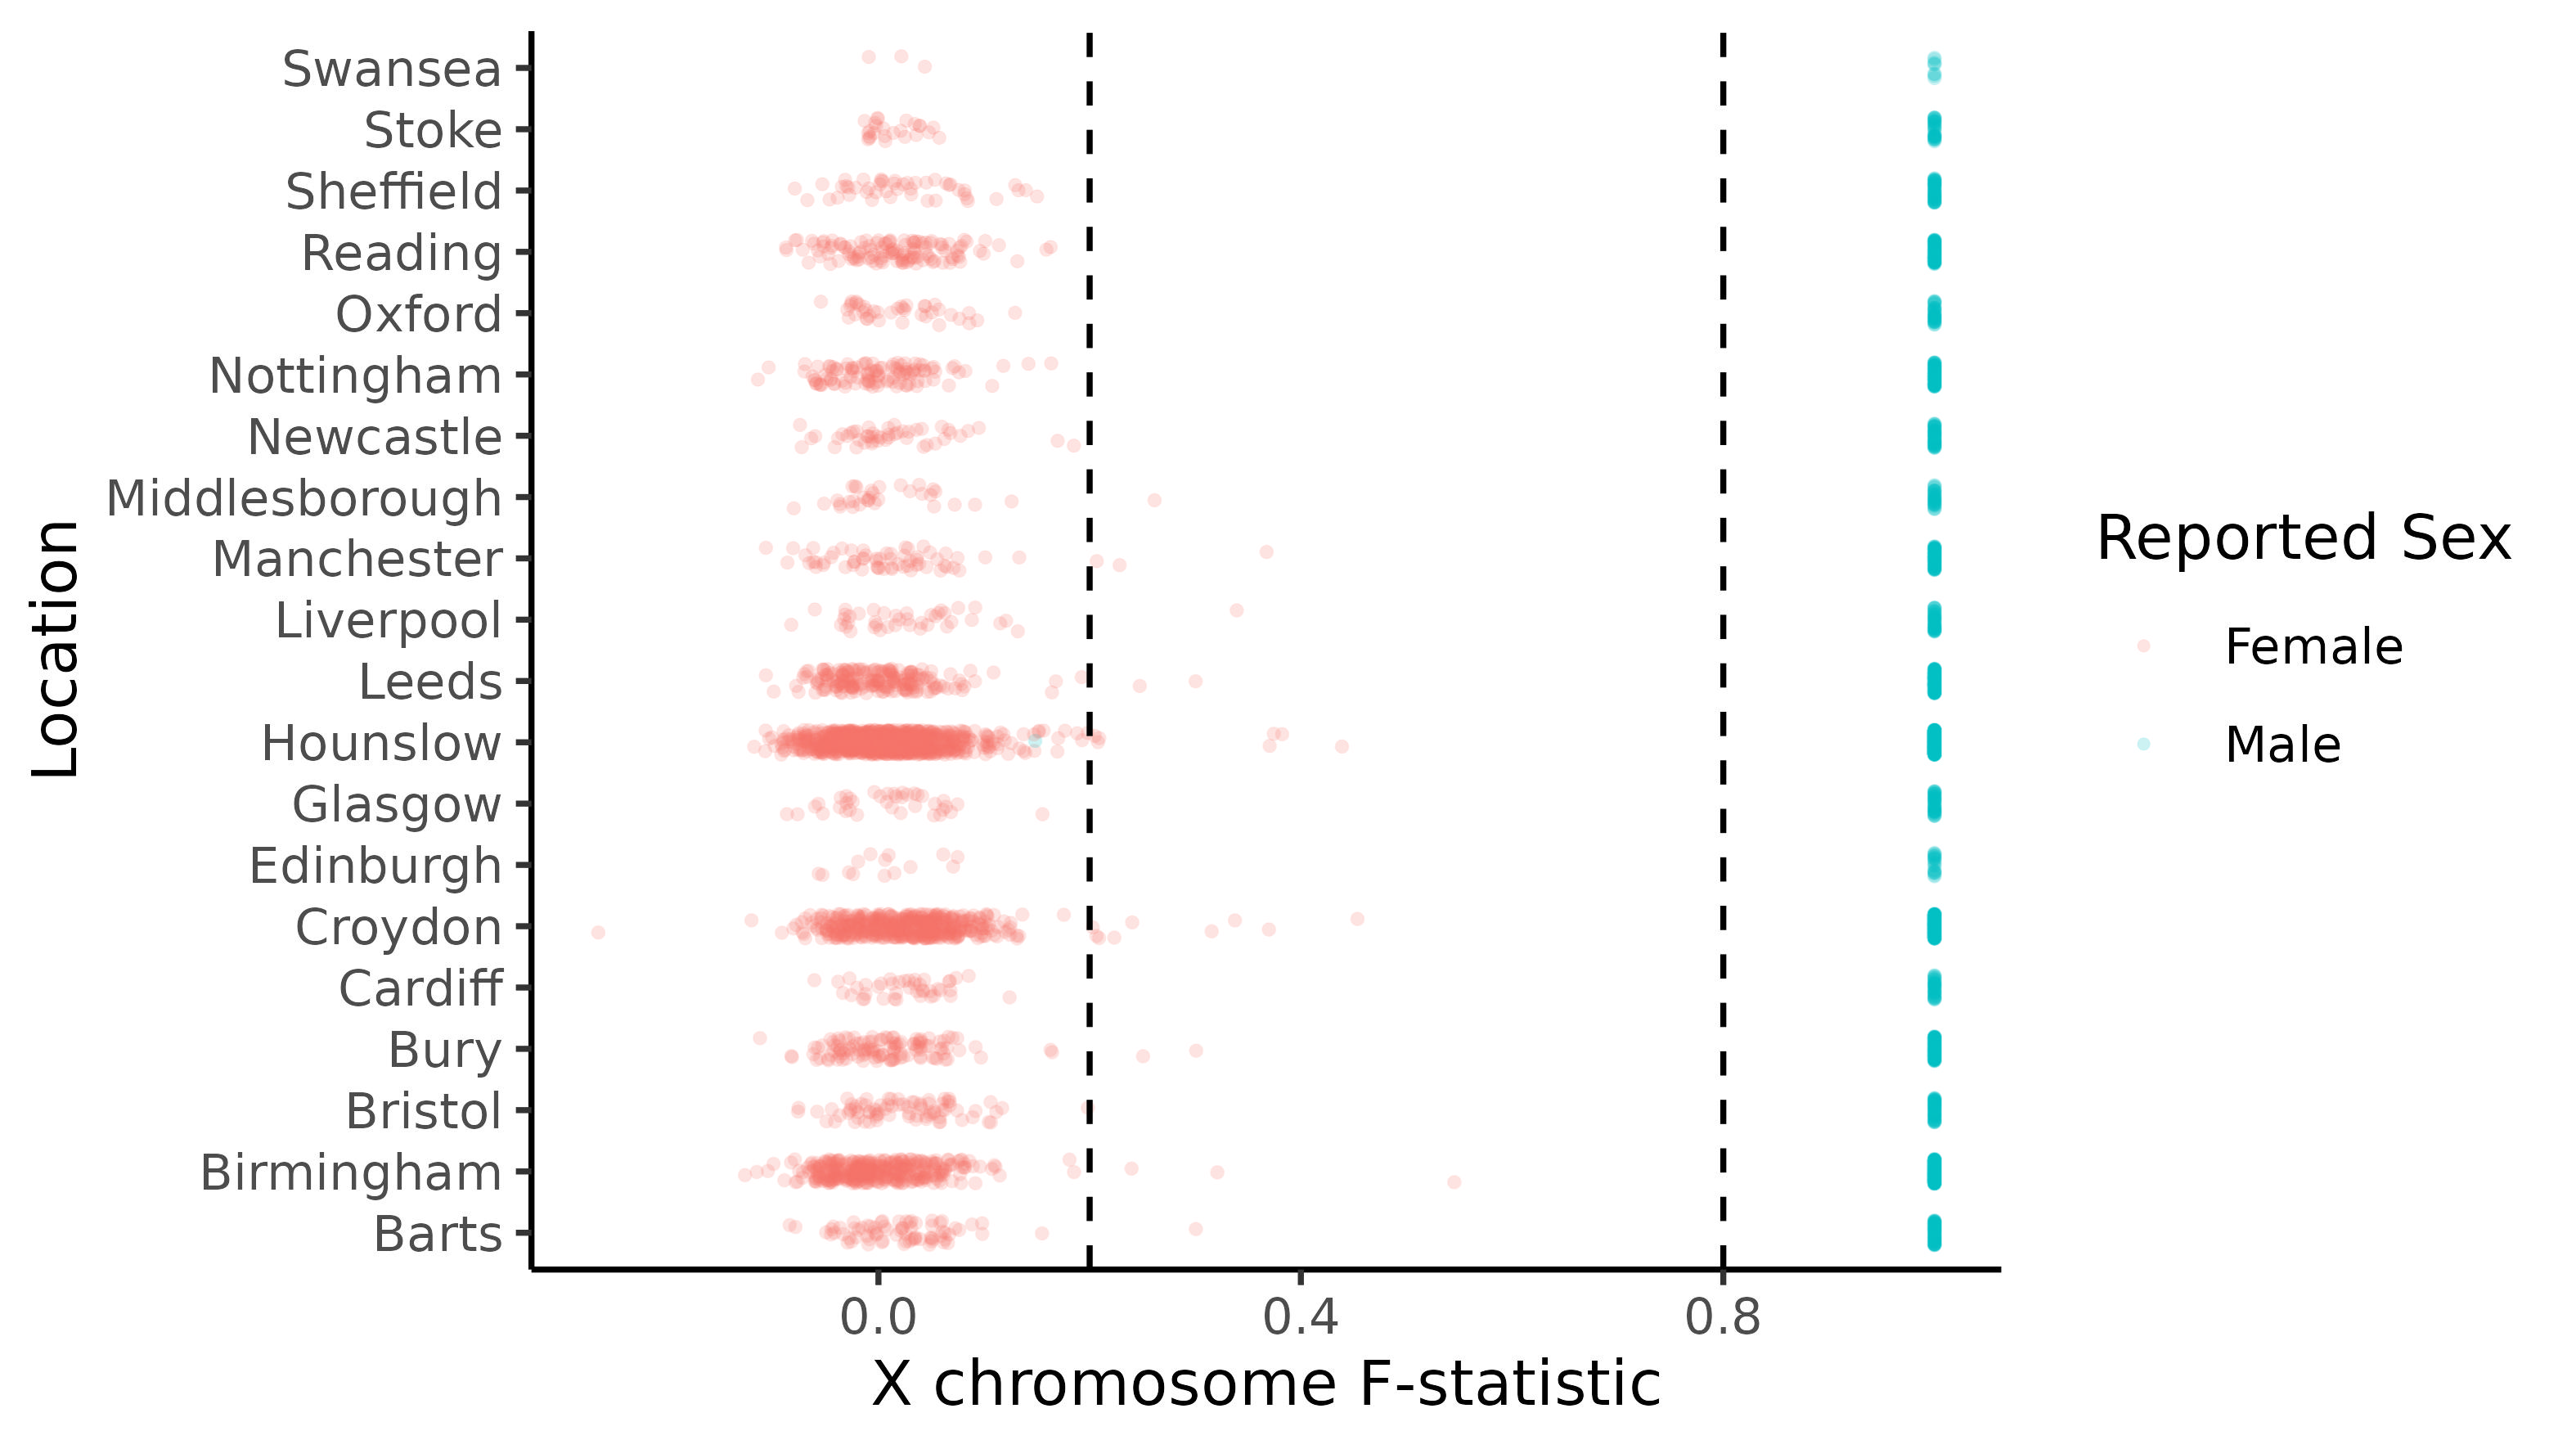 Swansea
Stoke
Sheffield
Reading
Oxford
Nottingham
Newcastle
Middlesborough
Manchester
Liverpool
Leeds
Hounslow
Glasgow
Edinburgh
Croydon
Cardiff
Bury
Bristol
Birmingham
Barts
Location
0.0 0.4 0.8
X chromosome F-statistic
Reported Sex
Female
Male